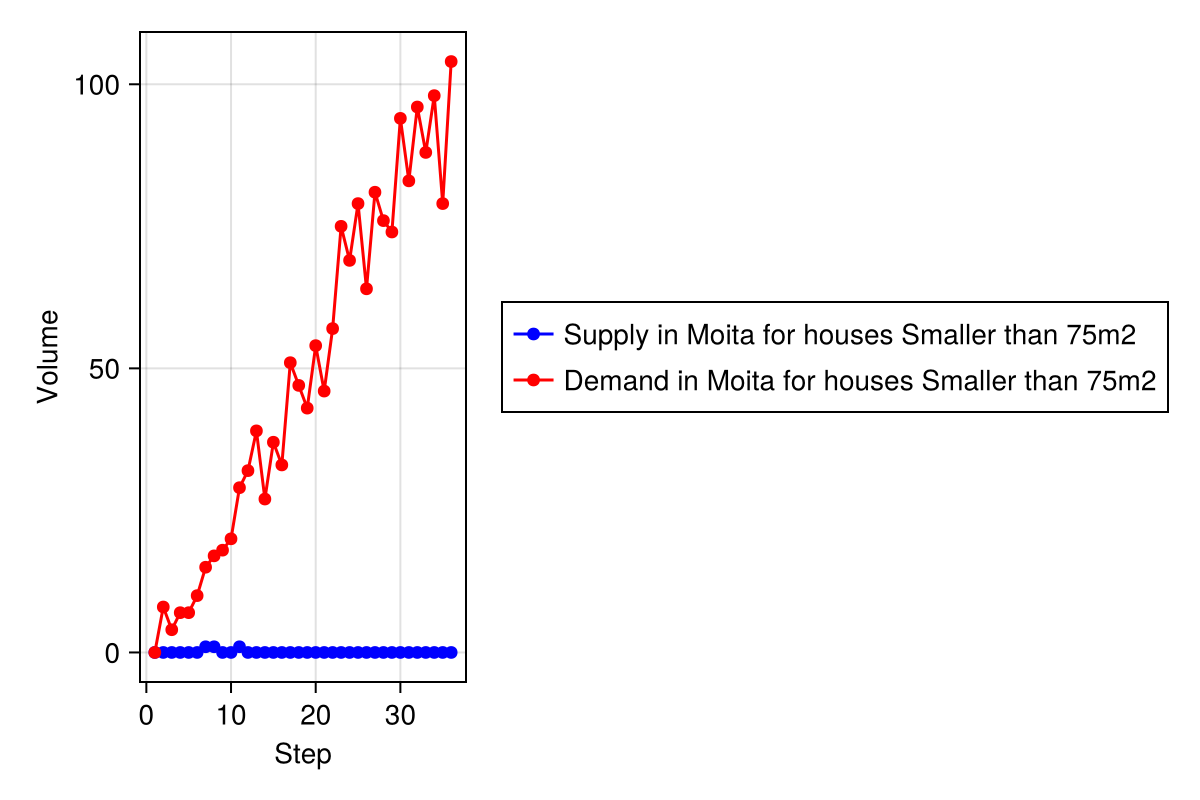 100
50
0
Volume
0 10 20 30
Step
Supply in Moita for houses Smaller than 75m2
Demand in Moita for houses Smaller than 75m2